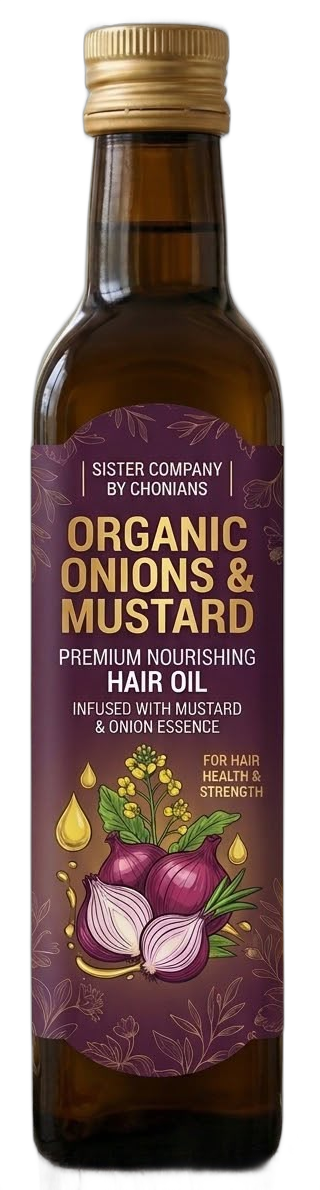 SISTER COMPANY
BY CHONIANS
ORGANIC
ONIONS &
MUSTARD
PREMIUM NOURISHING
HAIR OIL
INFUSED WITH MUSTARD
& ONION ESSENCE
FOR HAIR
HEALTH &
STRENGTH